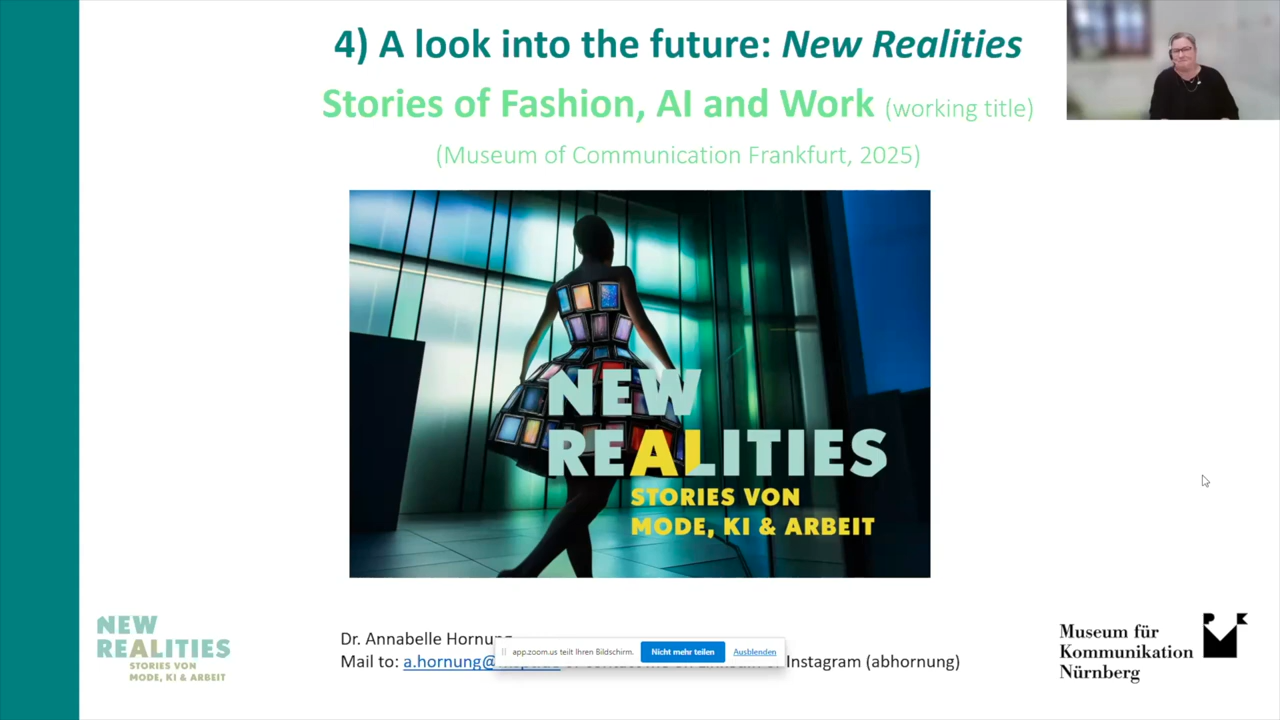 4) A look into the future: New Realities
Stories of Fashion, AI and Work (working title)
(Museum of Communication Frankfurt, 2025)
NEW
REALITIES
STORIES VON
MODE, KI & ARBEIT
NEW
REALITIES
STORIES VON
MODE, KI & ARBEIT
Dr. Annabelle Hornung
Mail to: a.hornung@
Instagram (abhornung)
app.zoom.us teilt Ihren Bildschirm. Nicht mehr teilen Ausblenden
Museum für
Kommunikation
Nürnberg